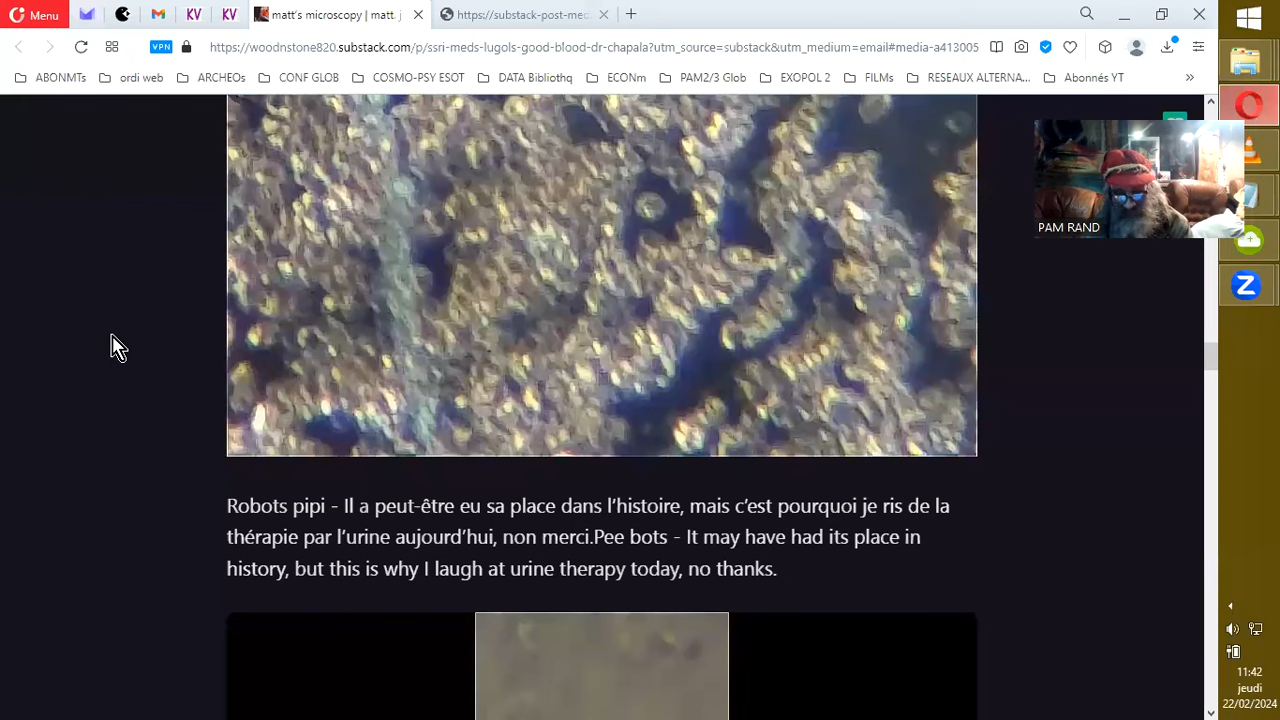 Menu
matt's microscopy | matt. j
https://substack-post-med
VPN
https://woodnstone820.substack.com/p/ssri-meds-lugols-good-blood-dr-chapala?utm_source=substack&utm_medium=email#media-a413005
ABONMTs
ordi web
ARCHEOs
CONF GLOB
COSMO-PSY ESOT
DATA Bibliothq
ECONm
PAM2/3 Glob
EXOPOL 2
FILMs
RESEAUX\ALTERNA...
Abonnés YT
»
PAM RAND
Robots pipi - Il a peut-être eu sa place dans l'histoire, mais c'est pourquoi je ris de la
thérapie par l'urine aujourd'hui, non merci.Pee bots - It may have had its place in
history, but this is why I laugh at urine therapy today, no thanks.
11:42
jeudi
22/02/2024